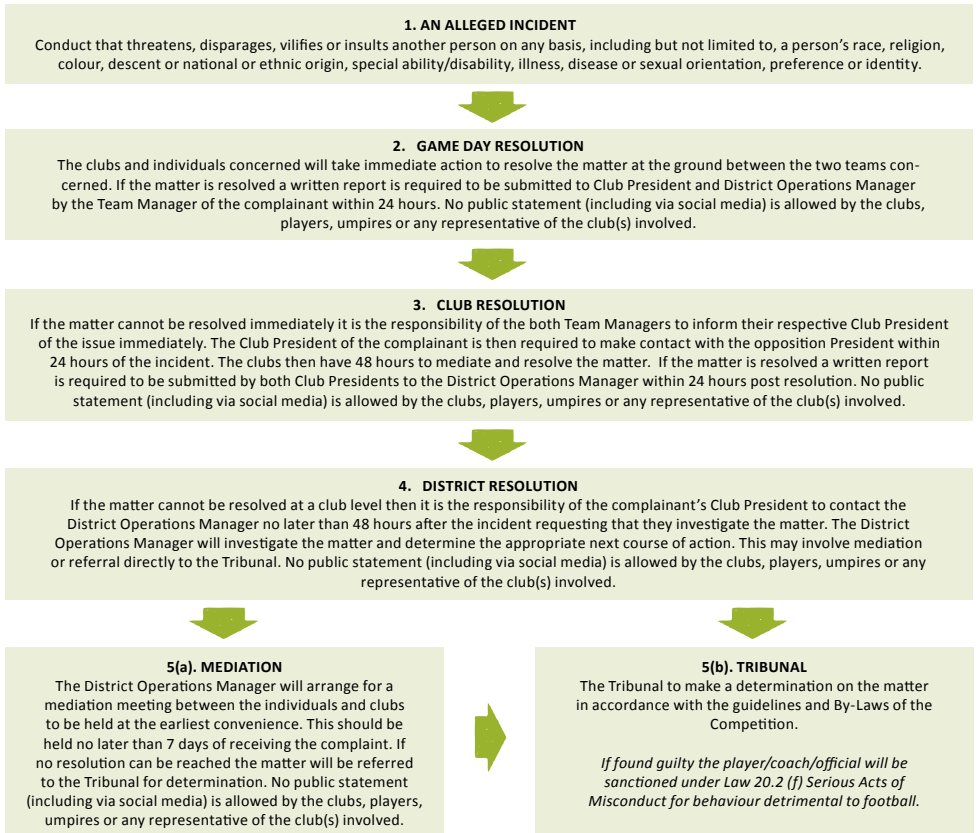 1. AN ALLEGED INCIDENT
Conduct that threatens, disparages, vilifies or insults another person on any basis, including but not limited to, a person's race, religion,
colour, descent or national or ethnic origin, special ability/disability, illness, disease or sexual orientation, preference or identity.
2. GAME DAY RESOLUTION
The clubs and individuals concerned will take immediate action to resolve the matter at the ground between the two teams con-
cerned. If the matter is resolved a written report is required to be submitted to Club President and District Operations Manager
by the Team Manager of the complainant within 24 hours. No public statement (including via social media) is allowed by the clubs,
players, umpires or any representative of the club(s) involved.
3. CLUB RESOLUTION
If the matter cannot be resolved immediately it is the responsibility of the both Team Managers to inform their respective Club President
of the issue immediately. The Club President of the complainant is then required to make contact with the opposition President within
24 hours of the incident. The clubs then have 48 hours to mediate and resolve the matter. If the matter is resolved a written report
is required to be submitted by both Club Presidents to the District Operations Manager within 24 hours post resolution. No public
statement (including via social media) is allowed by the clubs, players, umpires or any representative of the club(s) involved.
4. DISTRICT RESOLUTION
If the matter cannot be resolved at a club level then it is the responsibility of the complainant's Club President to contact the
District Operations Manager no later than 48 hours after the incident requesting that they investigate the matter. The District
Operations Manager will investigate the matter and determine the appropriate next course of action. This may involve mediation
or referral directly to the Tribunal. No public statement (including via social media) is allowed by the clubs, players, umpires or any
representative of the club(s) involved.
5(a). MEDIATION
The District Operations Manager will arrange for a
mediation meeting between the individuals and clubs
to be held at the earliest convenience. This should be
held no later than 7 days of receiving the complaint. If
no resolution can be reached the matter will be referred
to the Tribunal for determination. No public statement
(including via social media) is allowed by the clubs, players,
umpires or any representative of the club(s) involved.
5(b). TRIBUNAL
The Tribunal to make a determination on the matter
in accordance with the guidelines and By-Laws of the
Competition.
If found guilty the player/coach/official will be
sanctioned under Law 20.2 (f) Serious Acts of
Misconduct for behaviour detrimental to football.